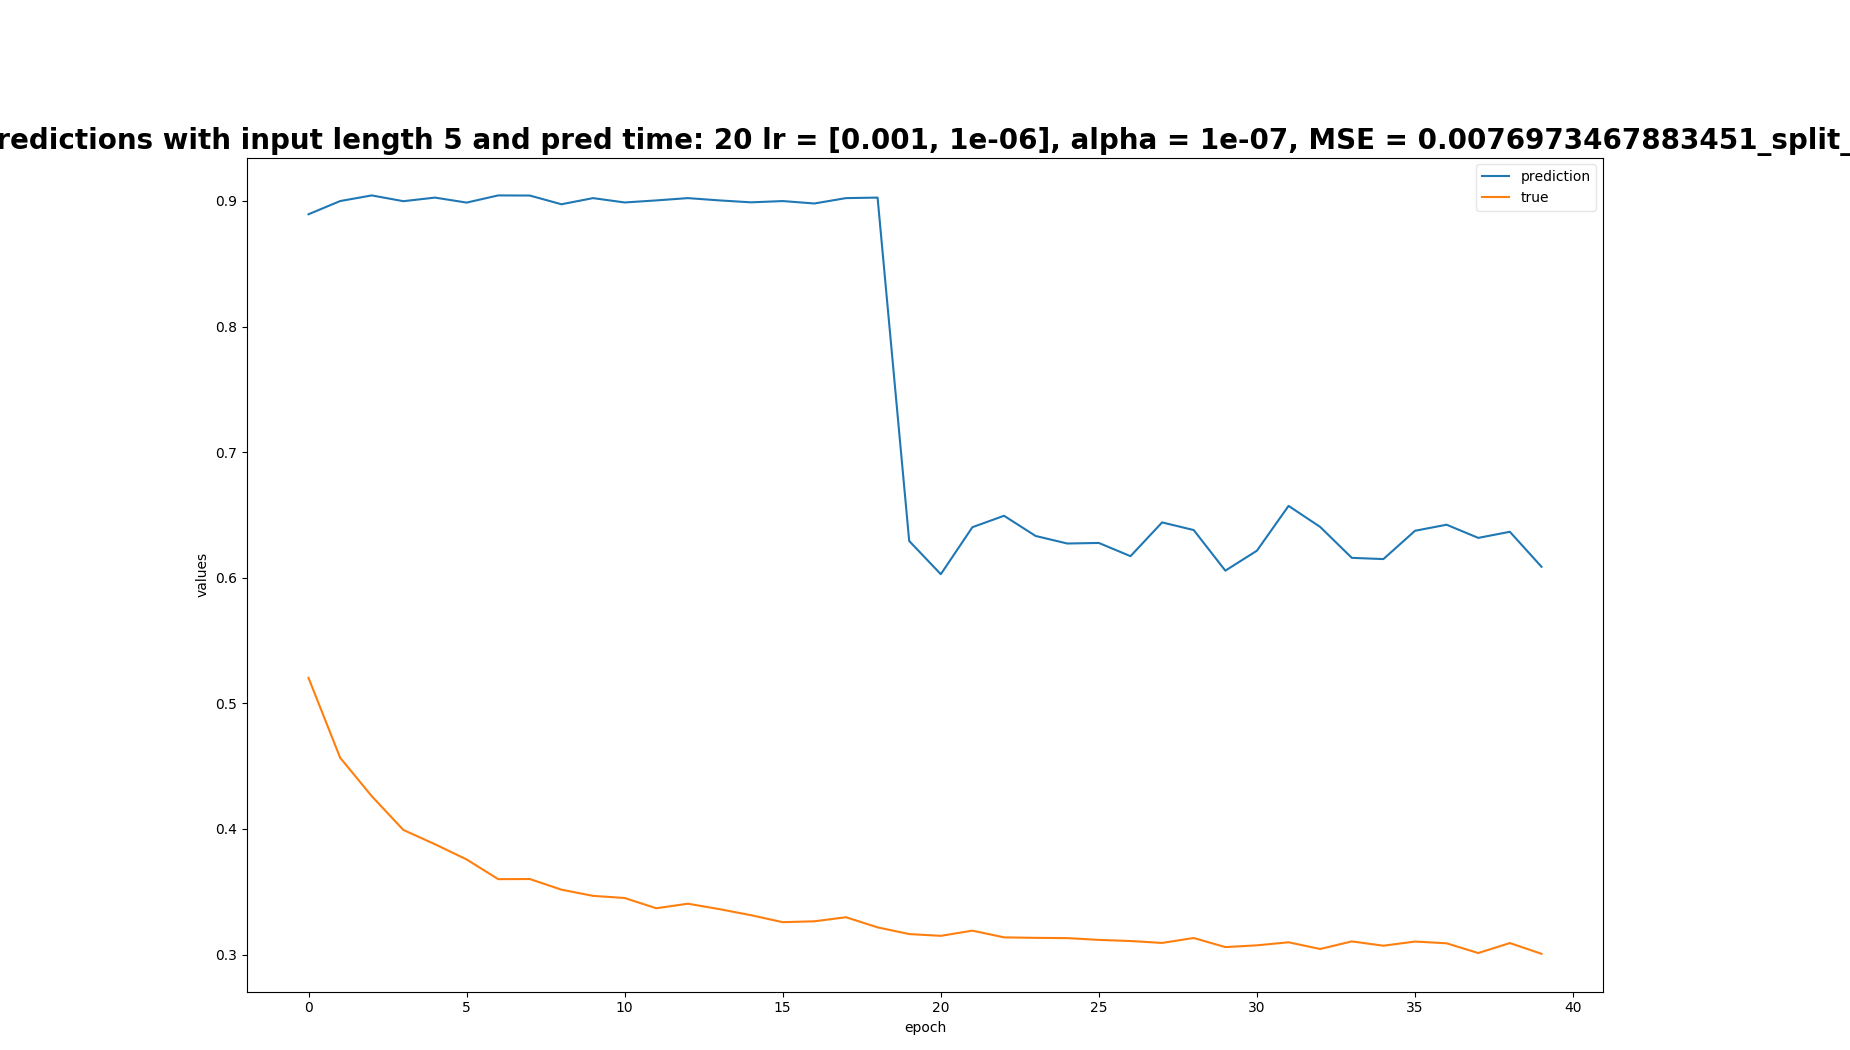 redictions with input length 5 and pred time: 20 lr = [0.001, 1e-06], alpha = 1e-07, MSE = 0.0076973467883451_split_
prediction
true
0.9
0.8
0.7
0.6
0.5
0.4
0.3
values
0 5 10 15 20 25 30 35 40
epoch